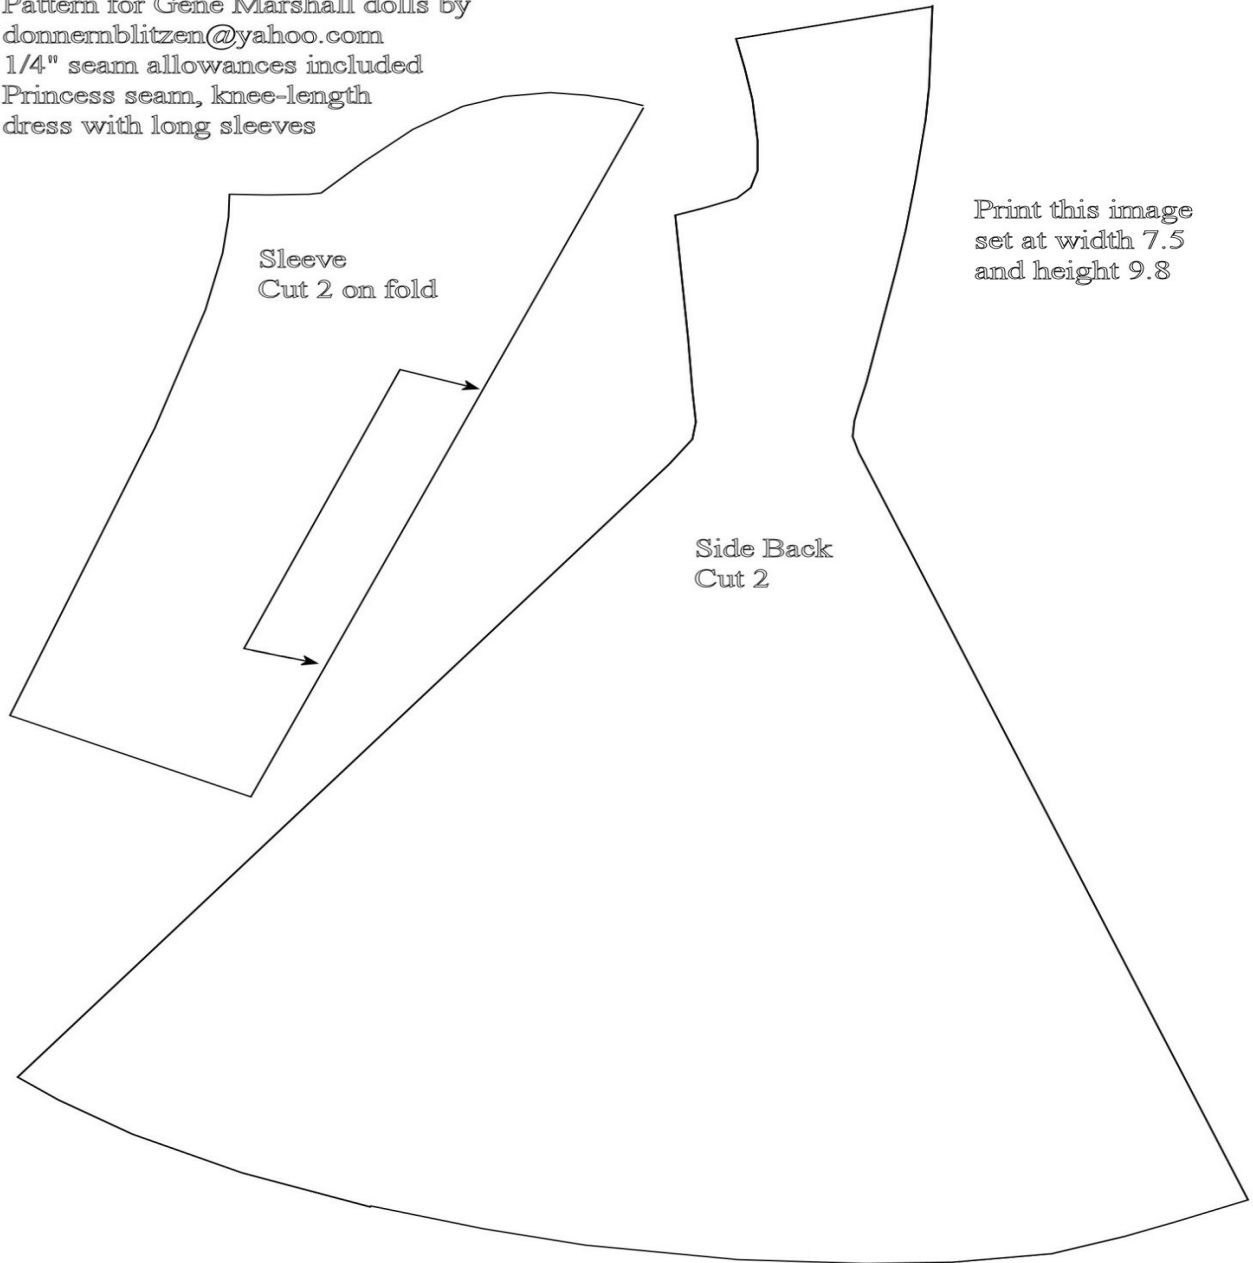 Pattern for Gene Marshall dolls by
donnernblitzen@yahoo.com
1/4" seam allowances included
Princess seam, knee-length
dress with long sleeves
Print this image
set at width 7.5
and height 9.8
Sleeve
Cut 2 on fold
Side Back
Cut 2